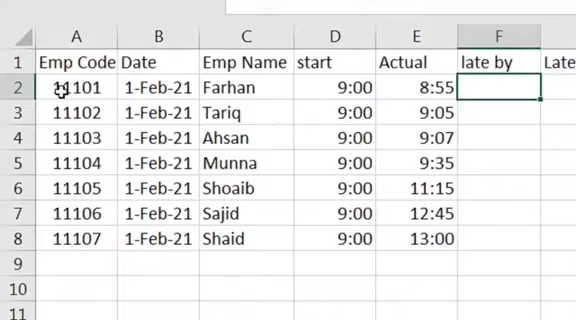 A B C D E F
1 Emp Code Date Emp Name start Actual late by Late
2 11101 1-Feb-21 Farhan 9:00 8:55
3 11102 1-Feb-21 Tariq 9:00 9:05
4 11103 1-Feb-21 Ahsan 9:00 9:07
5 11104 1-Feb-21 Munna 9:00 9:35
6 11105 1-Feb-21 Shoaib 9:00 11:15
7 11106 1-Feb-21 Sajid 9:00 12:45
8 11107 1-Feb-21 Shaid 9:00 13:00
9
10
11